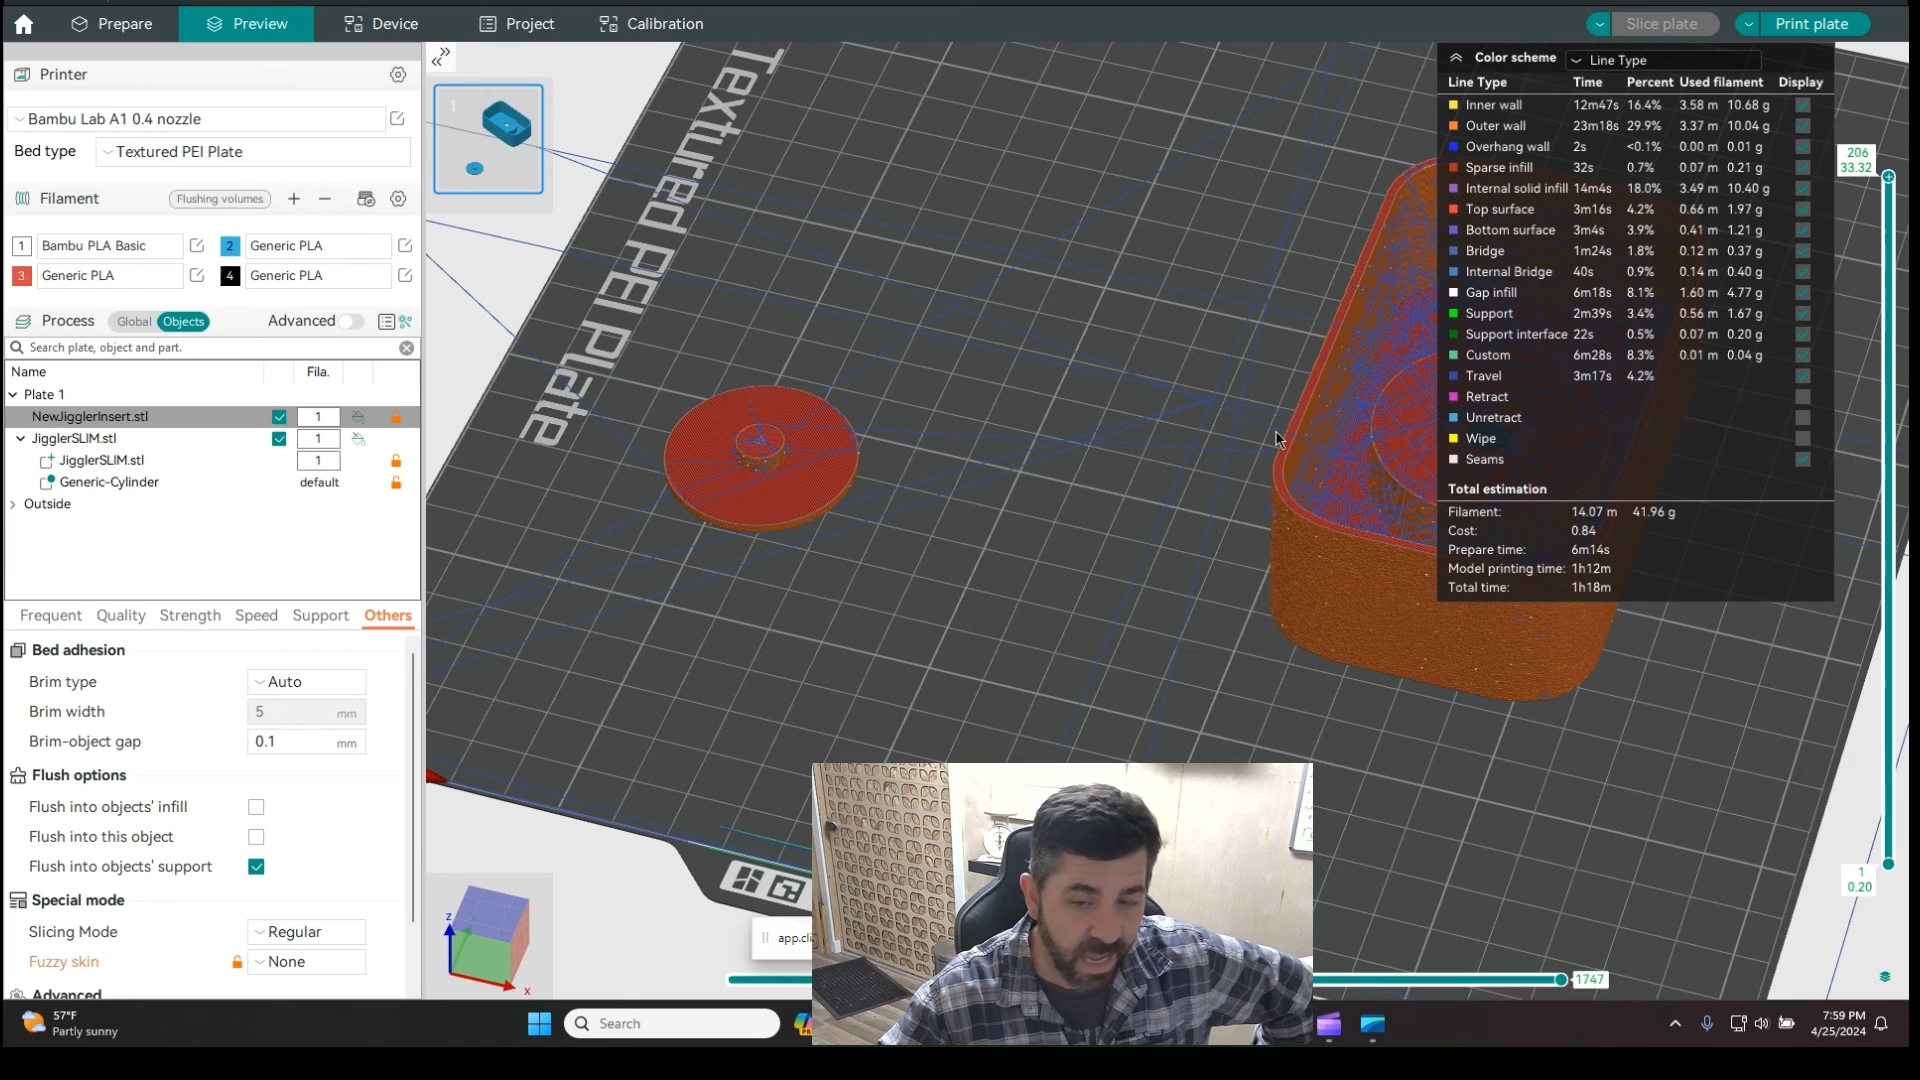 Prepare
Preview
Device
Project
Calibration
Slice plate
Print plate
Printer
Bambu Lab A1 0.4 nozzle
Bed type
Textured PEI Plate
Filament
Flushing volumes
1 Bambu PLA Basic
2 Generic PLA
3 Generic PLA
4 Generic PLA
Process
Global
Objects
Advanced
Search plate, object and part.
Name Fila.
Plate 1
NewJigglerInsert.stl 1
JigglerSLIM.stl 1
JigglerSLIM.stl 1
Generic-Cylinder default
Outside
Frequent Quality Strength Speed Support Others
Bed adhesion
Brim type Auto
Brim width 5 mm
Brim-object gap 0.1 mm
Flush options
Flush into objects' infill
Flush into this object
Flush into objects' support
Special mode
Slicing Mode Regular
Fuzzy skin None
Advanced
1
Textured PEI Plate
Color scheme Line Type
Line Type Time Percent Used filament Display
Inner wall 12m47s 16.4% 3.58 m 10.68 g
Outer wall 23m18s 29.9% 3.37 m 10.04 g
Overhang wall 2s <0.1% 0.00 m 0.01 g
Sparse infill 32s 0.7% 0.07 m 0.21 g
Internal solid infill 14m4s 18.0% 3.49 m 10.40 g
Top surface 3m16s 4.2% 0.66 m 1.97 g
Bottom surface 3m4s 3.9% 0.41 m 1.21 g
Bridge 1m24s 1.8% 0.12 m 0.37 g
Internal Bridge 40s 0.9% 0.14 m 0.40 g
Gap infill 6m18s 8.1% 1.60 m 4.77 g
Support 2m39s 3.4% 0.56 m 1.67 g
Support interface 22s 0.5% 0.07 m 0.20 g
Custom 6m28s 8.3% 0.01 m 0.04 g
Travel 3m17s 4.2%
Retract
Unretract
Wipe
Seams
Total estimation
Filament: 14.07 m 41.96 g
Cost: 0.84
Prepare time: 6m14s
Model printing time: 1h12m
Total time: 1h18m
206
33.32
1
0.20
z
x
1747
57°F
Partly sunny
Search
7:59 PM
4/25/2024